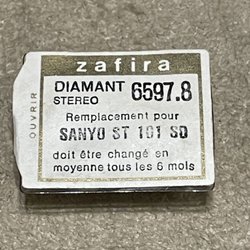 zafira
DIAMANT 6597.8
STEREO
Remplacement pour
SANYO ST 101 SD
doit être changé en
moyenne tous les 6 mois
OUVRIR